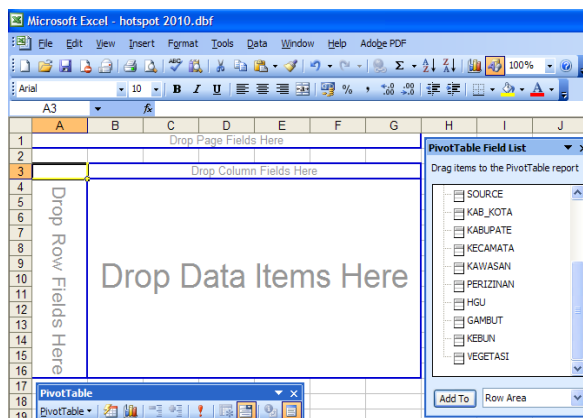 Microsoft Excel - hotspot 2010.dbf
File Edit View Insert Format Tools Data Window Help Adobe PDF
Σ 100%
Arial 10 B I U % ,
A3 fx
A B C D E F G H I J
1 Drop Page Fields Here
2
3 Drop Column Fields Here
4
5
6
7
8
9
10
11
12
13
14
15
16
17
18
19
Drop Row Fields Here
Drop Data Items Here
PivotTable Field List
Drag items to the PivotTable report
SOURCE
KAB_KOTA
KABUPATE
KECAMATA
KAWASAN
PERIZINAN
HGU
GAMBUT
KEBUN
VEGETASI
Add To Row Area
PivotTable
PivotTable